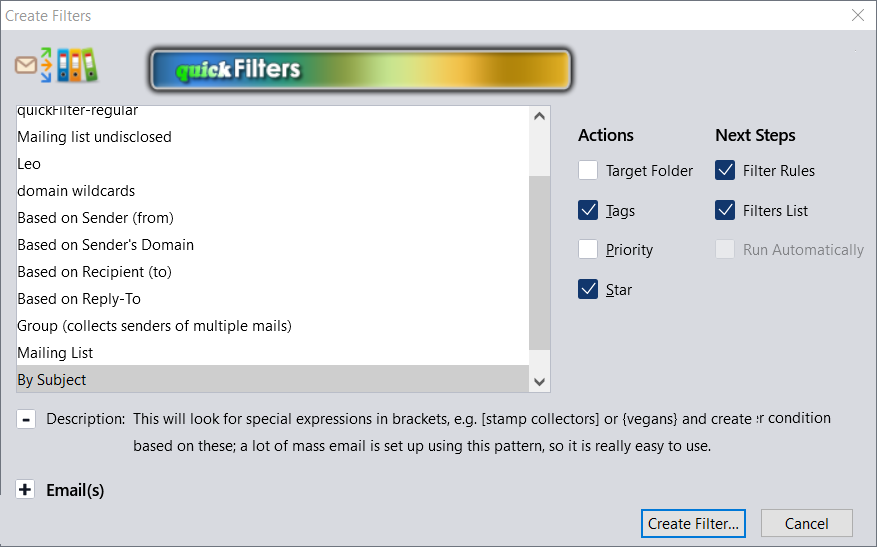 Create Filters
quickFilters
quickFilter-regular
Mailing list undisclosed
Leo
domain wildcards
Based on Sender (from)
Based on Sender's Domain
Based on Recipient (to)
Based on Reply-To
Group (collects senders of multiple mails)
Mailing List
By Subject
Actions
Target Folder
Tags
Priority
Star
Next Steps
Filter Rules
Filters List
Run Automatically
Description: This will look for special expressions in brackets, e.g. [stamp collectors] or {vegans} and create condition
based on these; a lot of mass email is set up using this pattern, so it is really easy to use.
Email(s)
Create Filter...
Cancel